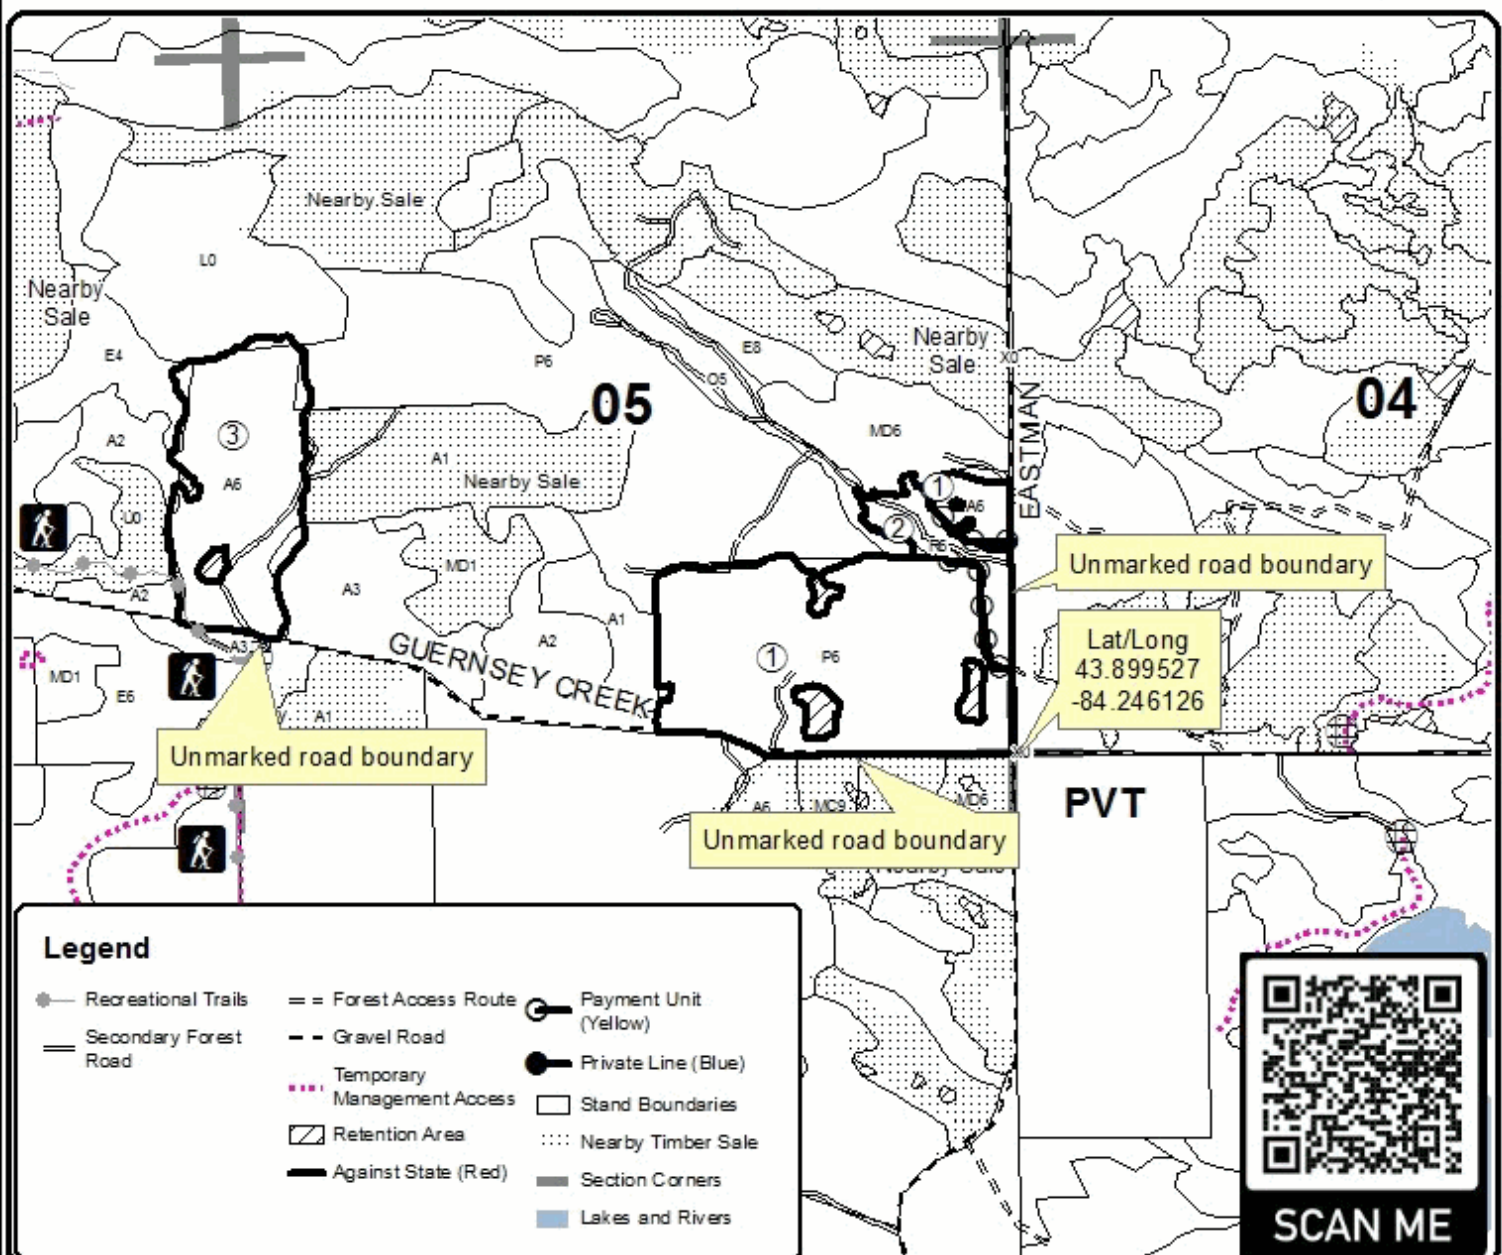 Nearby Sale
L0
Nearby
Sale
E4
P6
05
E8
O5
Nearby
Sale
X0
EASTMAN
04
3
A2
A6
A1
Nearby Sale
MD6
1
A6
2
U0
MD1
A3
A2
A1
A2
Unmarked road boundary
Lat/Long
43.899527
-84.246126
GUERNSEY CREEK
1
P6
A3
MD1
E6
A1
Unmarked road boundary
A6
MC9
MD6
PVT
Unmarked road boundary
Nearby Sale
Legend
Recreational Trails
Secondary Forest
Road
Forest Access Route
Gravel Road
Temporary
Management Access
Retention Area
Against State (Red)
Payment Unit
(Yellow)
Private Line (Blue)
Stand Boundaries
Nearby Timber Sale
Section Corners
Lakes and Rivers
SCAN ME